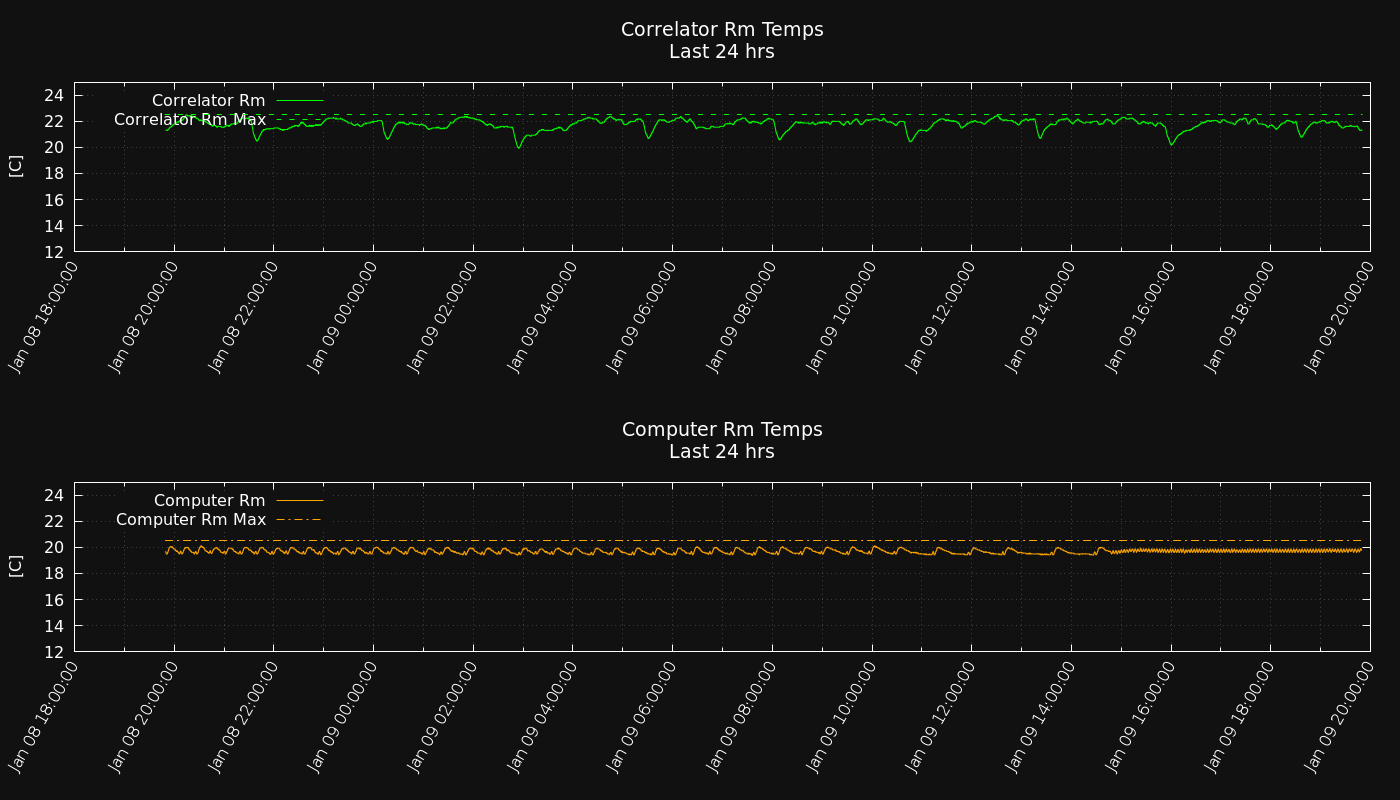 Correlator Rm Temps
Last 24 hrs
Correlator Rm
Correlator Rm Max
24
22
20
18
16
14
12
[C]
Jan 08 18:00:00
Jan 08 20:00:00
Jan 08 22:00:00
Jan 09 00:00:00
Jan 09 02:00:00
Jan 09 04:00:00
Jan 09 06:00:00
Jan 09 08:00:00
Jan 09 10:00:00
Jan 09 12:00:00
Jan 09 14:00:00
Jan 09 16:00:00
Jan 09 18:00:00
Jan 09 20:00:00
Computer Rm Temps
Last 24 hrs
Computer Rm
Computer Rm Max
24
22
20
18
16
14
12
[C]
Jan 08 18:00:00
Jan 08 20:00:00
Jan 08 22:00:00
Jan 09 00:00:00
Jan 09 02:00:00
Jan 09 04:00:00
Jan 09 06:00:00
Jan 09 08:00:00
Jan 09 10:00:00
Jan 09 12:00:00
Jan 09 14:00:00
Jan 09 16:00:00
Jan 09 18:00:00
Jan 09 20:00:00